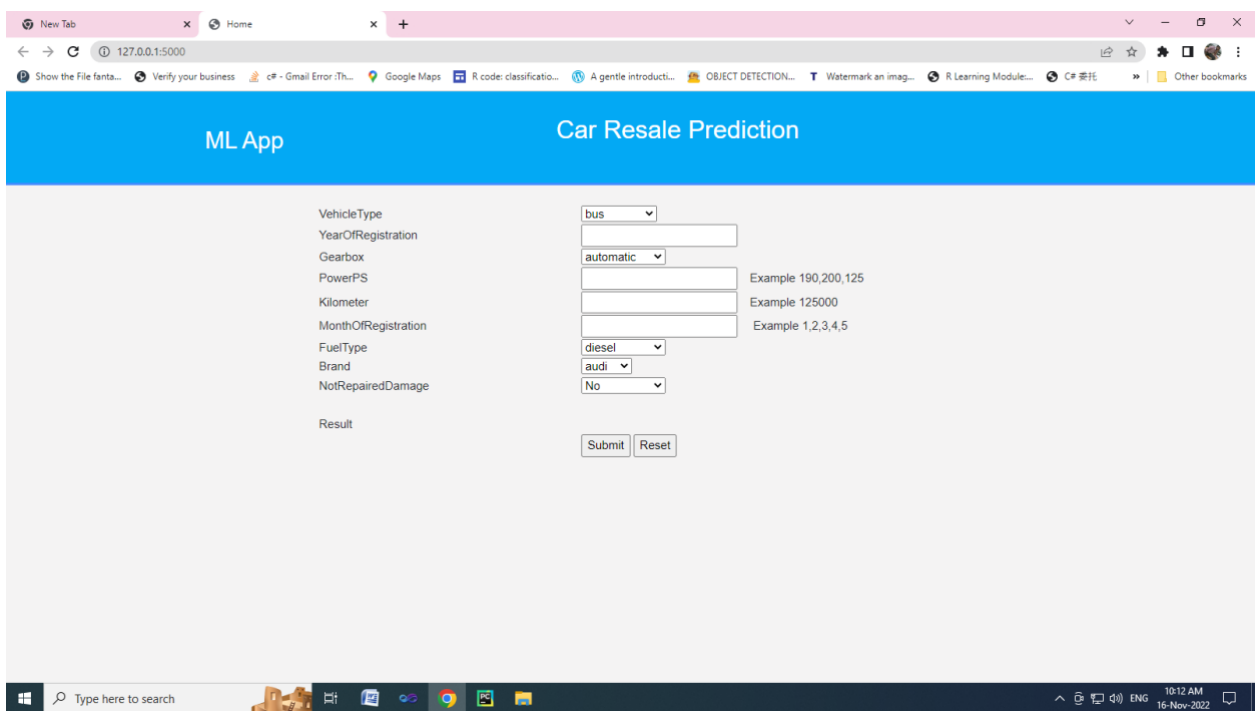 New Tab Home
127.0.0.1:5000
Show the File fanta... Verify your business c# - Gmail Error :Th... Google Maps R code: classificatio... A gentle introducti... OBJECT DETECTION... T Watermark an imag... R Learning Module:... C# 委托 » Other bookmarks
Car Resale Prediction
ML App
VehicleType bus
YearOfRegistration
Gearbox automatic
PowerPS Example 190,200,125
Kilometer Example 125000
MonthOfRegistration Example 1,2,3,4,5
FuelType diesel
Brand audi
NotRepairedDamage No
Result
Submit Reset
Type here to search PC ENG 10:12 AM
16-Nov-2022